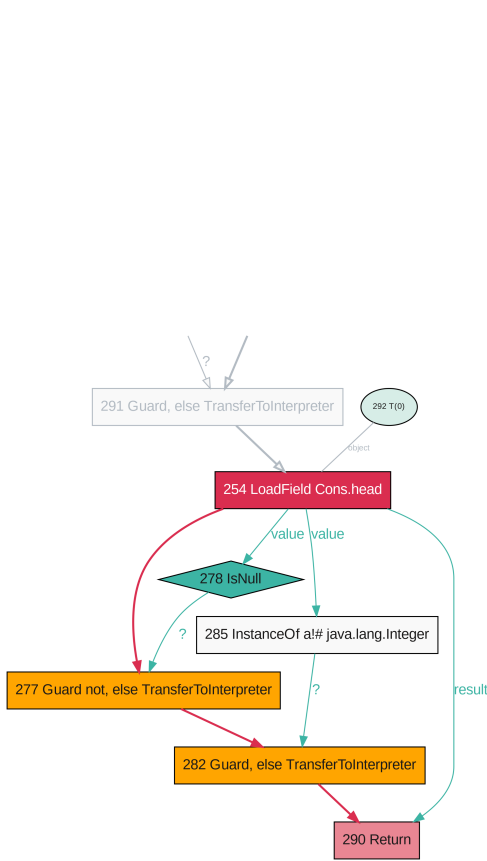 ?
291 Guard, else TransferToInterpreter
292 T(0)
object
254 LoadField Cons.head
value
value
278 IsNull
?
285 InstanceOf a!# java.lang.Integer
277 Guard not, else TransferToInterpreter
?
result
282 Guard, else TransferToInterpreter
290 Return